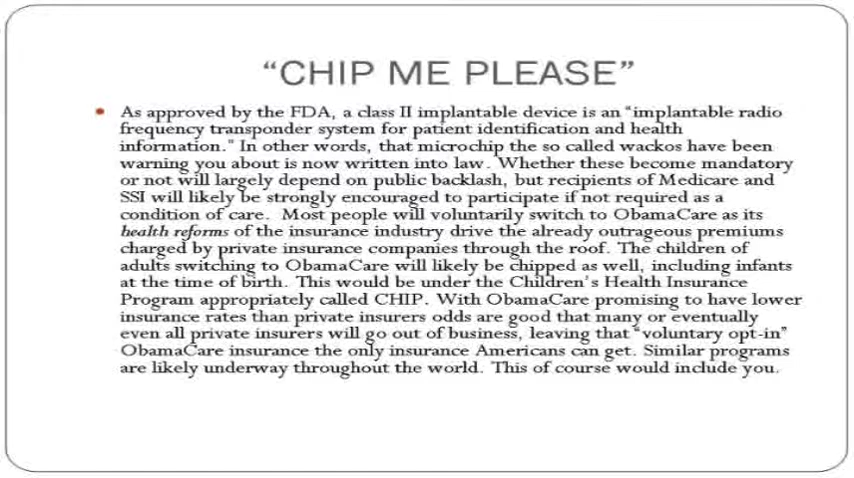 “CHIP ME PLEASE”
As approved by the FDA, a class II implantable device is an “implantable radio
frequency transponder system for patient identification and health
information.” In other words, that microchip the so called wackos have been
warning you about is now written into law. Whether these become mandatory
or not will largely depend on public backlash, but recipients of Medicare and
SSI will likely be strongly encouraged to participate if not required as a
condition of care. Most people will voluntarily switch to ObamaCare as its
health reforms of the insurance industry drive the already outrageous premiums
charged by private insurance companies through the roof. The children of
adults switching to ObamaCare will likely be chipped as well, including infants
at the time of birth. This would be under the Children’s Health Insurance
Program appropriately called CHIP. With ObamaCare promising to have lower
insurance rates than private insurers odds are good that many or eventually
even all private insurers will go out of business, leaving that “voluntary opt-in”
ObamaCare insurance the only insurance Americans can get. Similar programs
are likely underway throughout the world. This of course would include you.